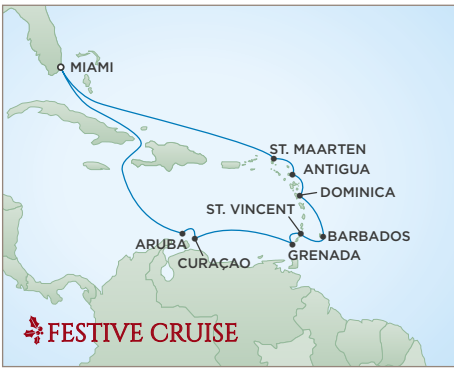 MIAMI
ST. MAARTEN
ANTIGUA
DOMINICA
ST. VINCENT
BARBADOS
ARUBA
GRENADA
CURAÇAO
FESTIVE CRUISE